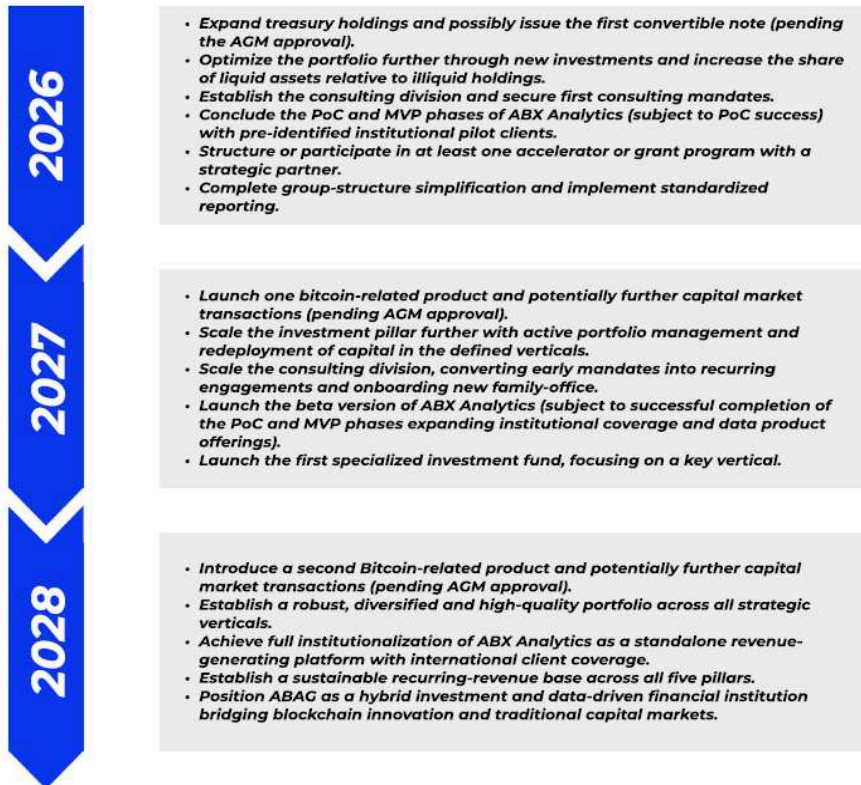 2026
• Expand treasury holdings and possibly issue the first convertible note (pending
the AGM approval).
• Optimize the portfolio further through new investments and increase the share
of liquid assets relative to illiquid holdings.
• Establish the consulting division and secure first consulting mandates.
• Conclude the PoC and MVP phases of ABX Analytics (subject to PoC success)
with pre-identified institutional pilot clients.
• Structure or participate in at least one accelerator or grant program with a
strategic partner.
• Complete group-structure simplification and implement standardized
reporting.
2027
• Launch one bitcoin-related product and potentially further capital market
transactions (pending AGM approval).
• Scale the investment pillar further with active portfolio management and
redeployment of capital in the defined verticals.
• Scale the consulting division, converting early mandates into recurring
engagements and onboarding new family-office.
• Launch the beta version of ABX Analytics (subject to successful completion of
the PoC and MVP phases expanding institutional coverage and data product
offerings).
• Launch the first specialized investment fund, focusing on a key vertical.
2028
• Introduce a second Bitcoin-related product and potentially further capital
market transactions (pending AGM approval).
• Establish a robust, diversified and high-quality portfolio across all strategic
verticals.
• Achieve full institutionalization of ABX Analytics as a standalone revenue-
generating platform with international client coverage.
• Establish a sustainable recurring-revenue base across all five pillars.
• Position ABAG as a hybrid investment and data-driven financial institution
bridging blockchain innovation and traditional capital markets.